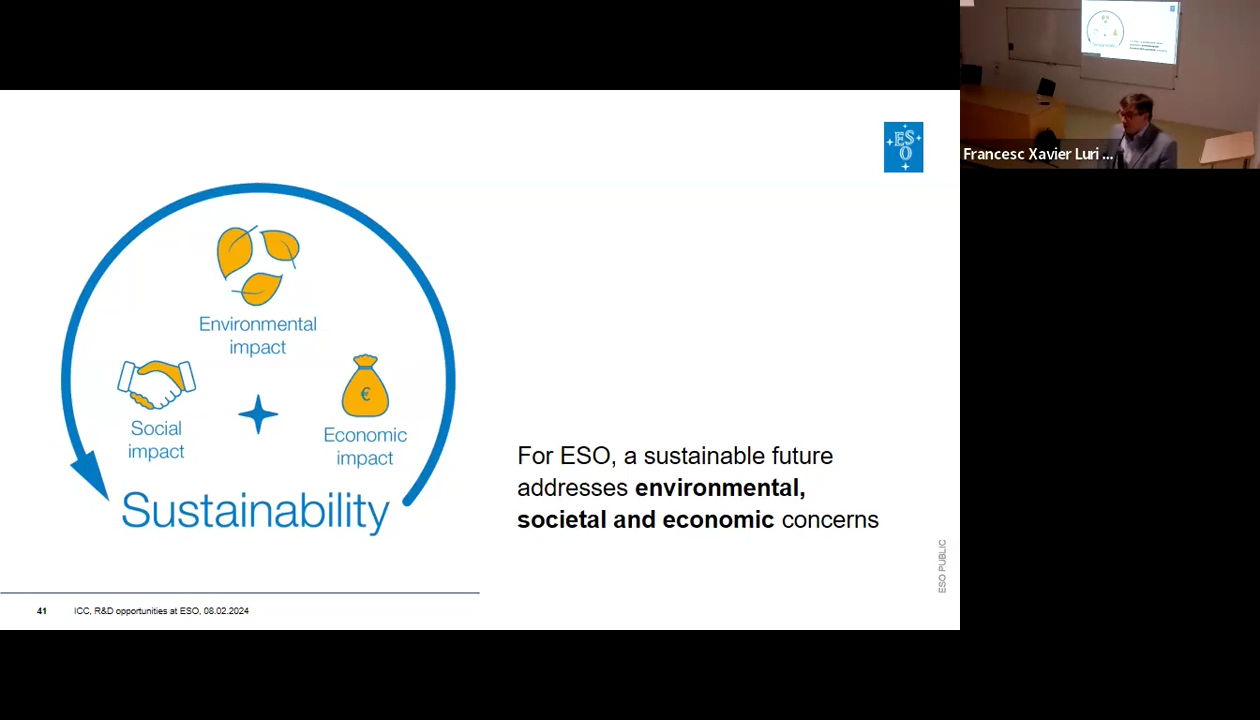 ESO
Environmental
impact
Social
impact
Economic
impact
€
Sustainability
For ESO, a sustainable future
addresses environmental,
societal and economic concerns
ESO PUBLIC
41
ICC, R&D opportunities at ESO, 08.02.2024
Francesc Xavier Luri ...